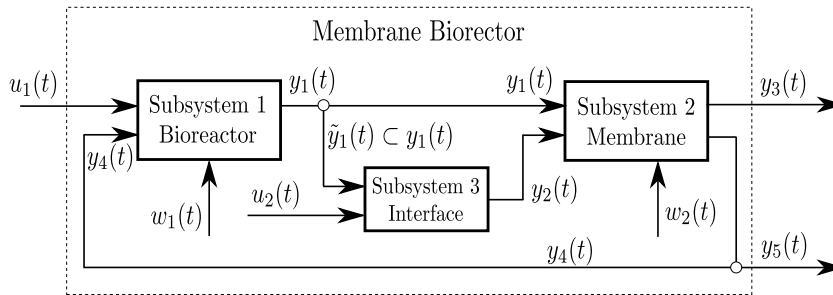 Membrane Biorector
u₁(t)
y₁(t)
y₁(t)
y₃(t)
Subsystem 1
Bioreactor
Subsystem 2
Membrane
ỹ₁(t) ⊂ y₁(t)
y₄(t)
Subsystem 3
Interface
u₂(t)
y₂(t)
w₁(t)
w₂(t)
y₄(t)
y₅(t)